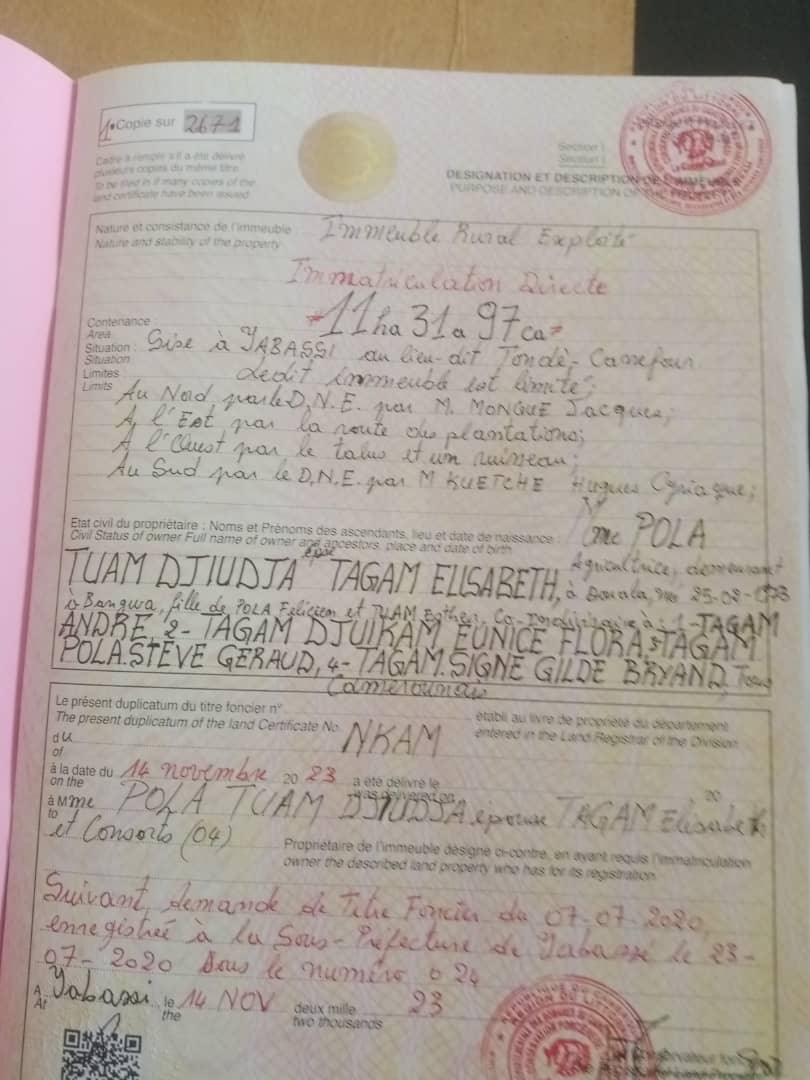 1 Copie sur 2671
Cadre à remplir s'il a été délivré
plusieurs copies du même titre
To be filled in if many copies of the
land certificate have been issued
Section I
Section I
DESIGNATION ET DESCRIPTION DE L'IMMEUBLE
PURPOSE AND DESCRIPTION OF THE
Nature et consistance de l'immeuble : Immeuble Rural Exploité
Nature and stability of the property
Immatriculation Directe
Contenance : =11ha 31a 97ca=
Area
Situation : Sise à YABASSI au lieu-dit Tondè-Carrefour
Situation
Limites : Ledit immeuble est limité;
Limits
Au Nord par le D.N.E. par M. MONGUE Jacques;
A l'Est par la route des plantations;
A l'Ouest par le talus et un ruisseau;
Au Sud par le D.N.E. par M KUETCHE Hugues Cyriaque;
Etat civil du propriétaire : Noms et Prénoms des ascendants, lieu et date de naissance : Mme POLA
Civil Status of owner Full name of owner and ancestors, place and date of birth
TUAM DJIUDJA épse TAGAM ELISABETH, Agricultrice, demeurant à Douala, née 25-02-
à Bangwa, fille de POLA Félicien et TUAM Esther, Co-indivisaire à : 1-TAGAM
ANDRE, 2- TAGAM DJUIKAM EUNICE FLORA, 3-TAGAM
POLA.STEVE GERAUD, 4- TAGAM.SIGNE GILDE BRYAND, Tous
Camerounais
Le présent duplicatum du titre foncier n° établi au livre de propriété du département
The present duplicatum of the land Certificate No. entered in the Land Registrar of the Division
du NKAM
of
à la date du 14 novembre 20 23 a été délivré le 20
on the was delivered on
à Mme POLA TUAM DJIUDJA épouse TAGAM Elisabeth
to
et Consorts (04)
Propriétaire de l'immeuble désigné ci-contre, en ayant requis l'immatriculation
owner the described land property who has for its registration
Suivant demande de Titre Foncier du 07-07-2020,
enregistrée à la Sous-Préfecture de Yabassi le 23-
07-2020 sous le numéro 024
A Yabassi le 14 NOV deux mille 23
At the two thousands